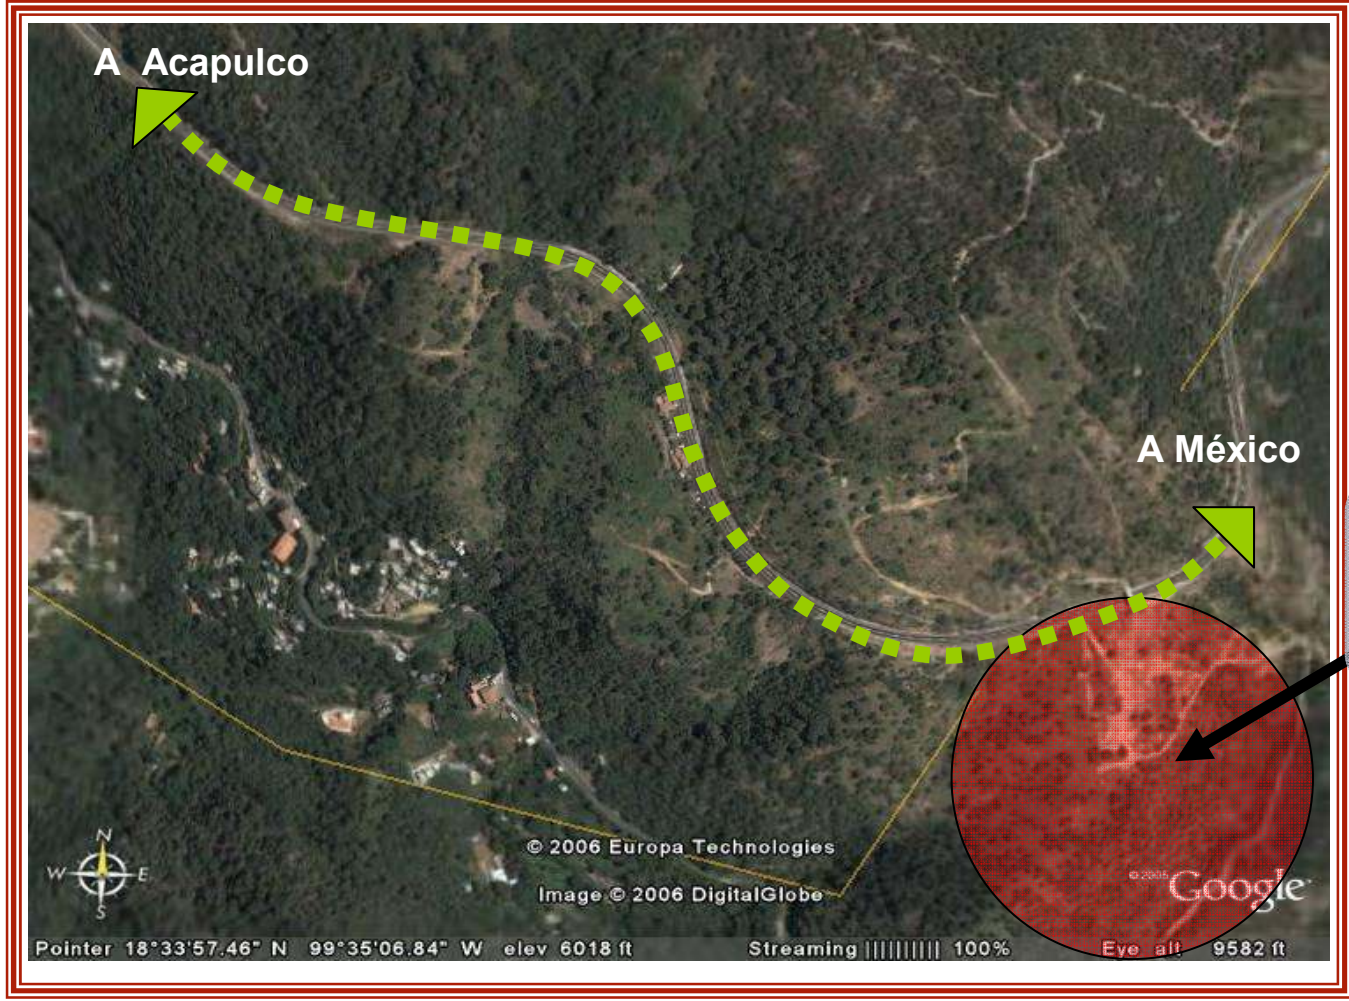 A Acapulco
A México
© 2006 Europa Technologies
Image © 2006 DigitalGlobe
© 2005 Google
N
W E
S
Pointer 18°33'57.46" N 99°35'06.84" W elev 6018 ft Streaming |||||||||| 100% Eye alt 9582 ft